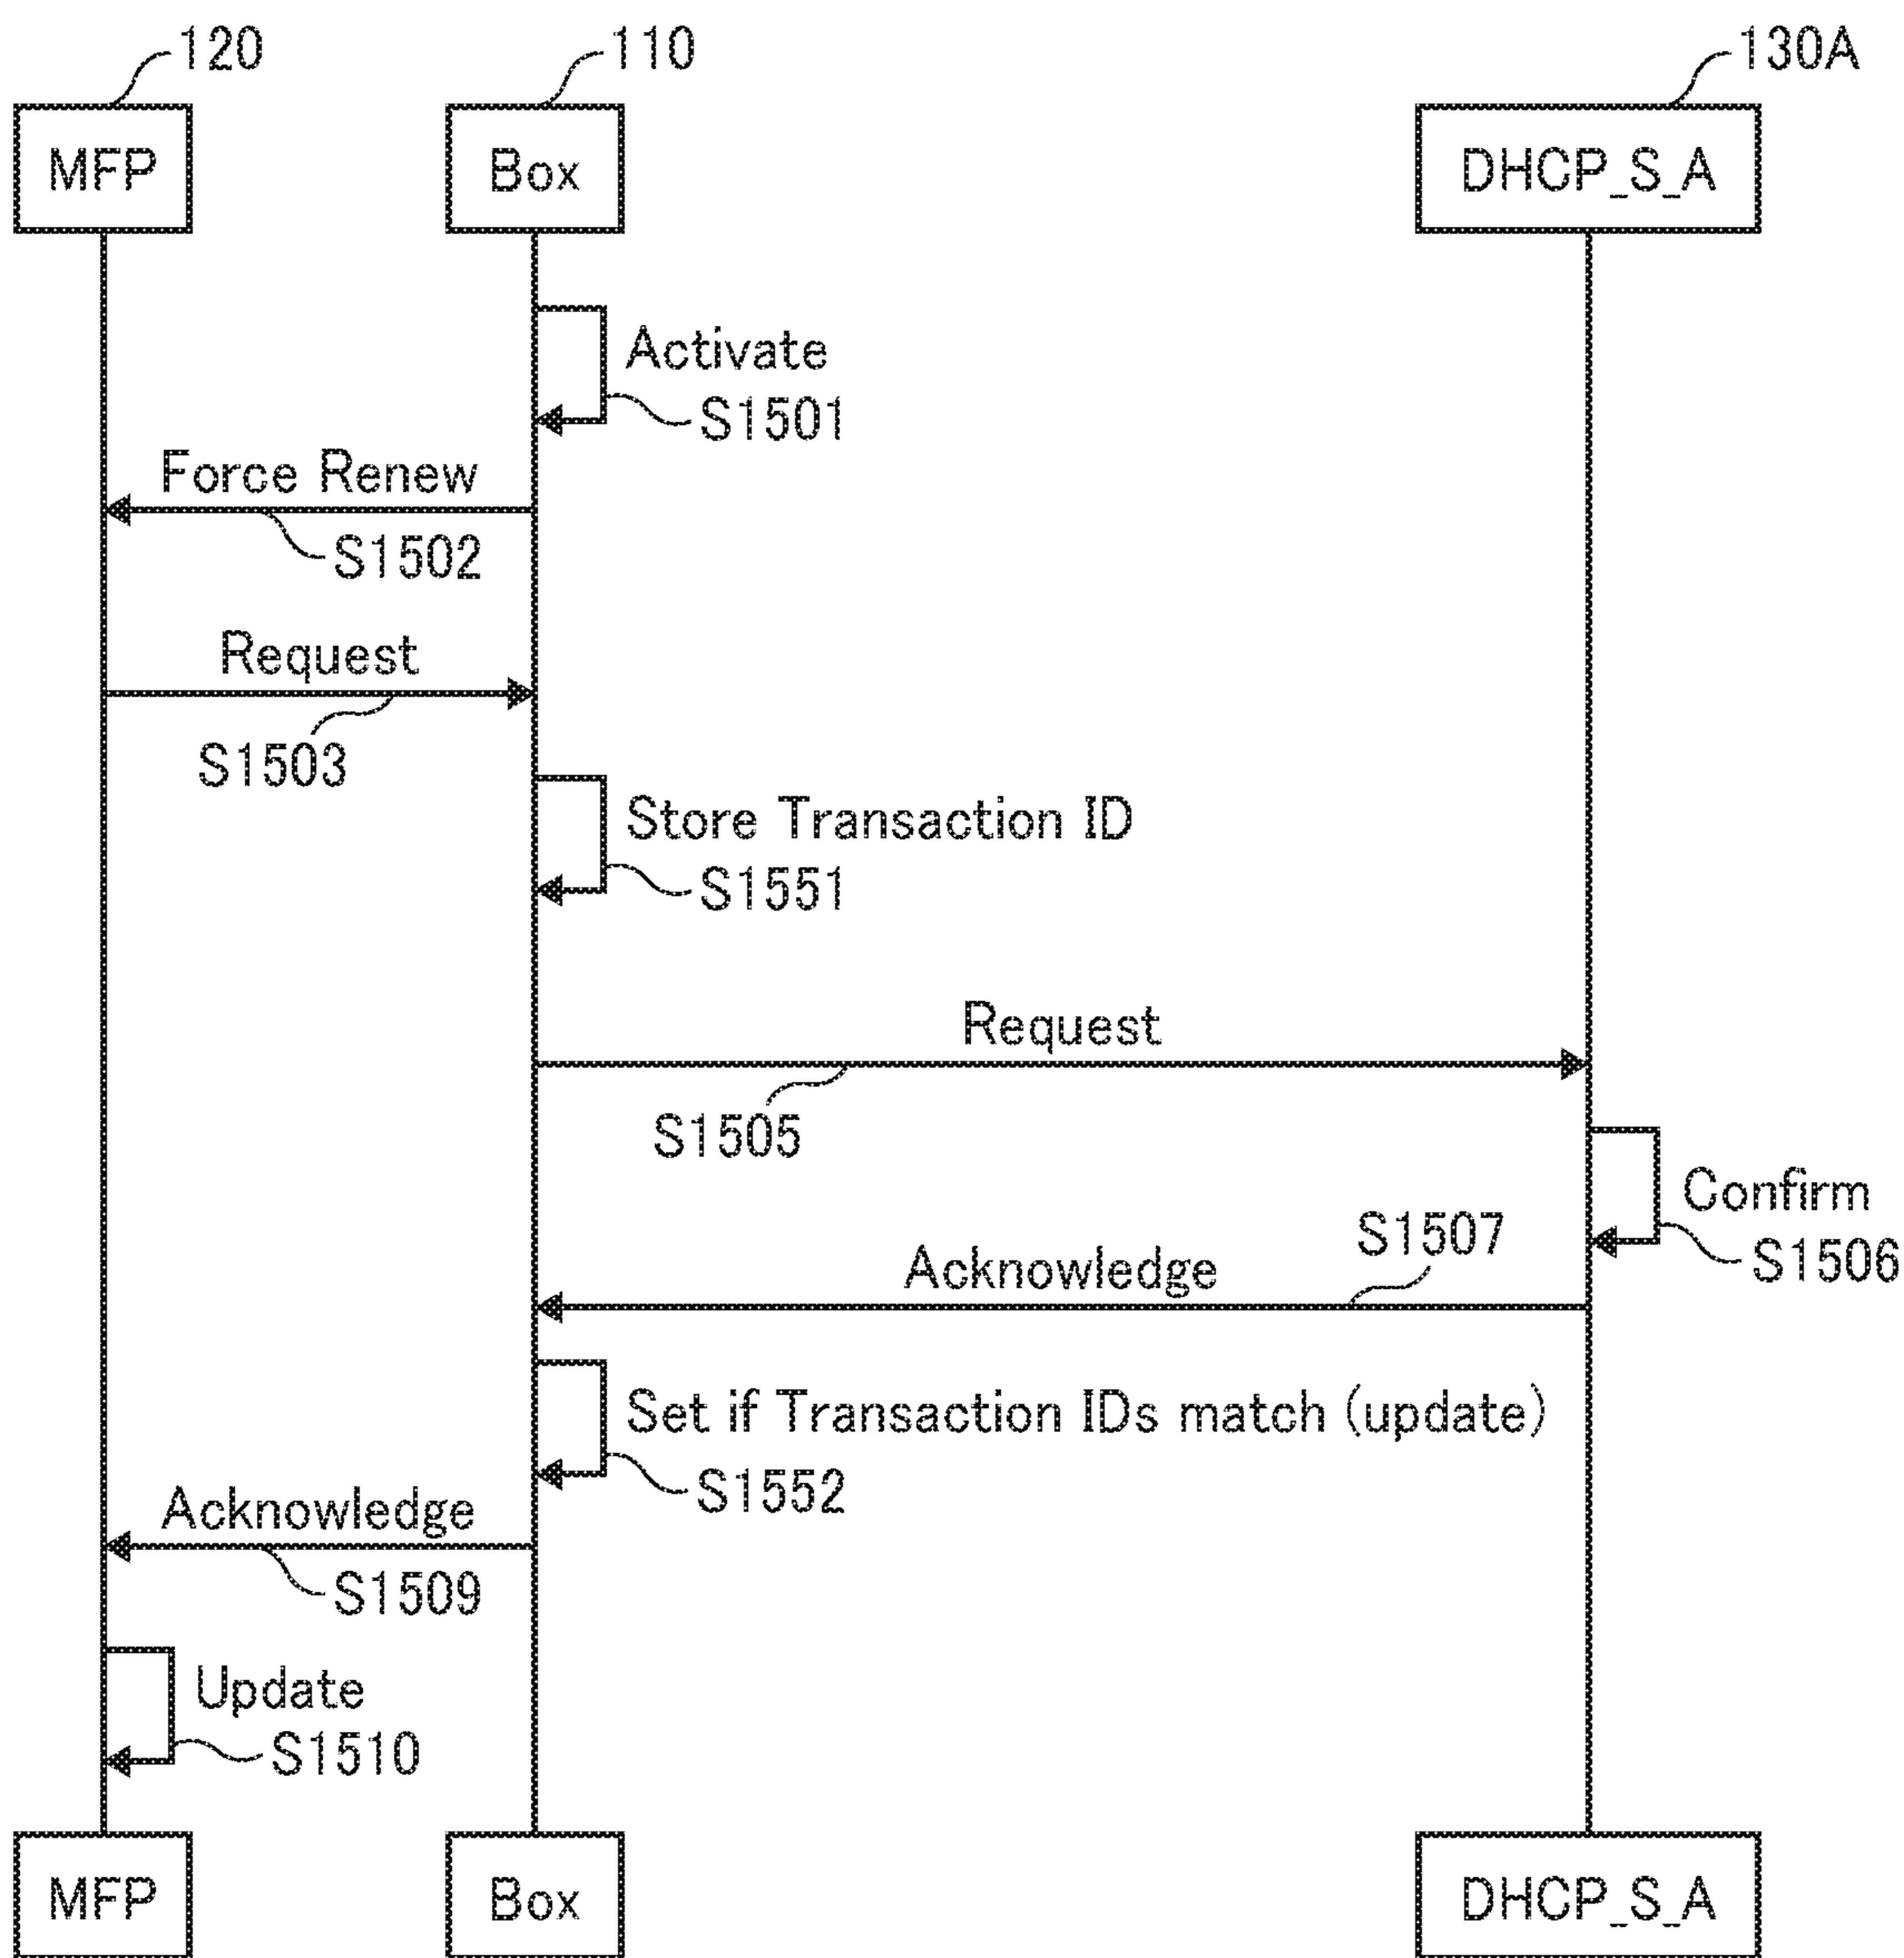 120
110
130A
MFP
Box
DHCP_S_A
Activate
S1501
Force Renew
S1502
Request
S1503
Store Transaction ID
S1551
Request
S1505
Confirm
S1506
S1507
Acknowledge
Set if Transaction IDs match (update)
S1552
Acknowledge
S1509
Update
S1510
MFP
Box
DHCP_S_A